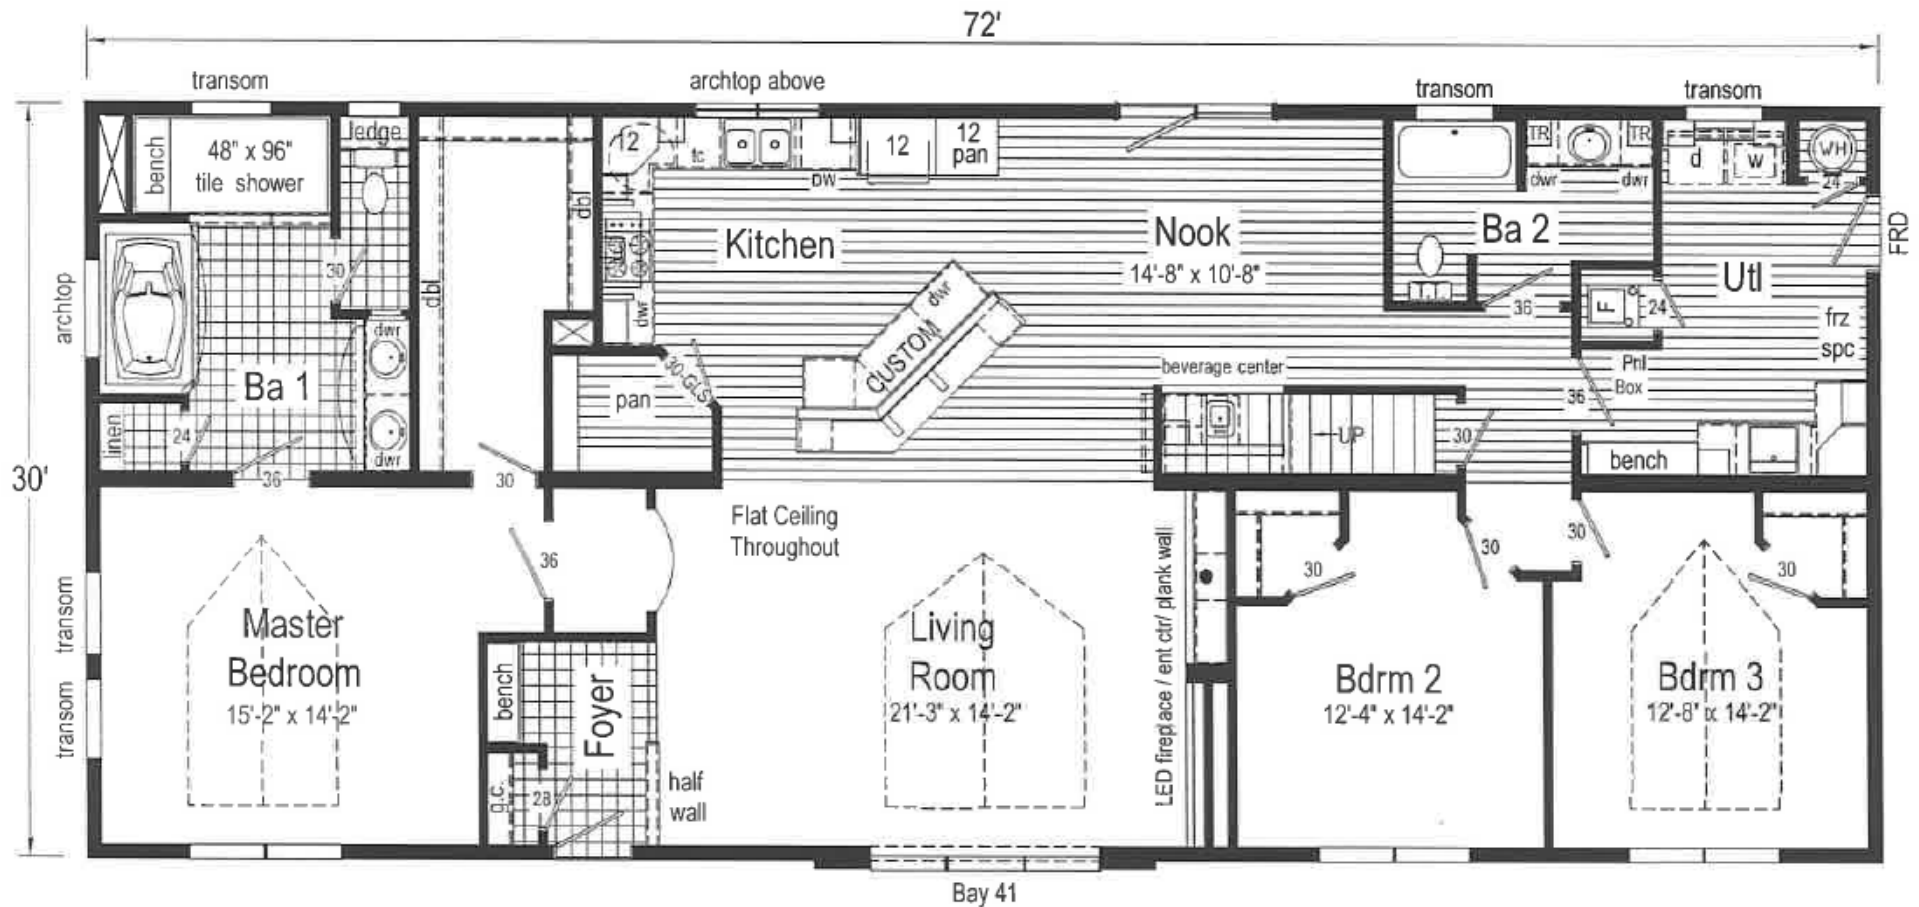 72'
transom
archtop above
transom
transom
30'
bench
48" x 96"
tile shower
ledge
12
tc
DW
12
12
pan
TR
TR
dwr
dwr
d
w
WH
24
FRD
dbl
dbl
Kitchen
Nook
14'-8" x 10'-8"
Ba 2
Utl
archtop
30
dwr
dwr
CUSTOM
dwr
T.T.
36
F
24
frz
spc
Ba 1
linen
24
36
dwr
30
pan
30-GLS
beverage center
UP
30
36
Pnl
Box
bench
Flat Ceiling
Throughout
36
LED fireplace / ent ctr/ plank wall
30
30
30
30
transom
transom
Master
Bedroom
15'-2" x 14'-2"
bench
Foyer
g.c.
28
half
wall
Living
Room
21'-3" x 14'-2"
Bdrm 2
12'-4" x 14'-2"
Bdrm 3
12'-8" x 14'-2"
Bay 41